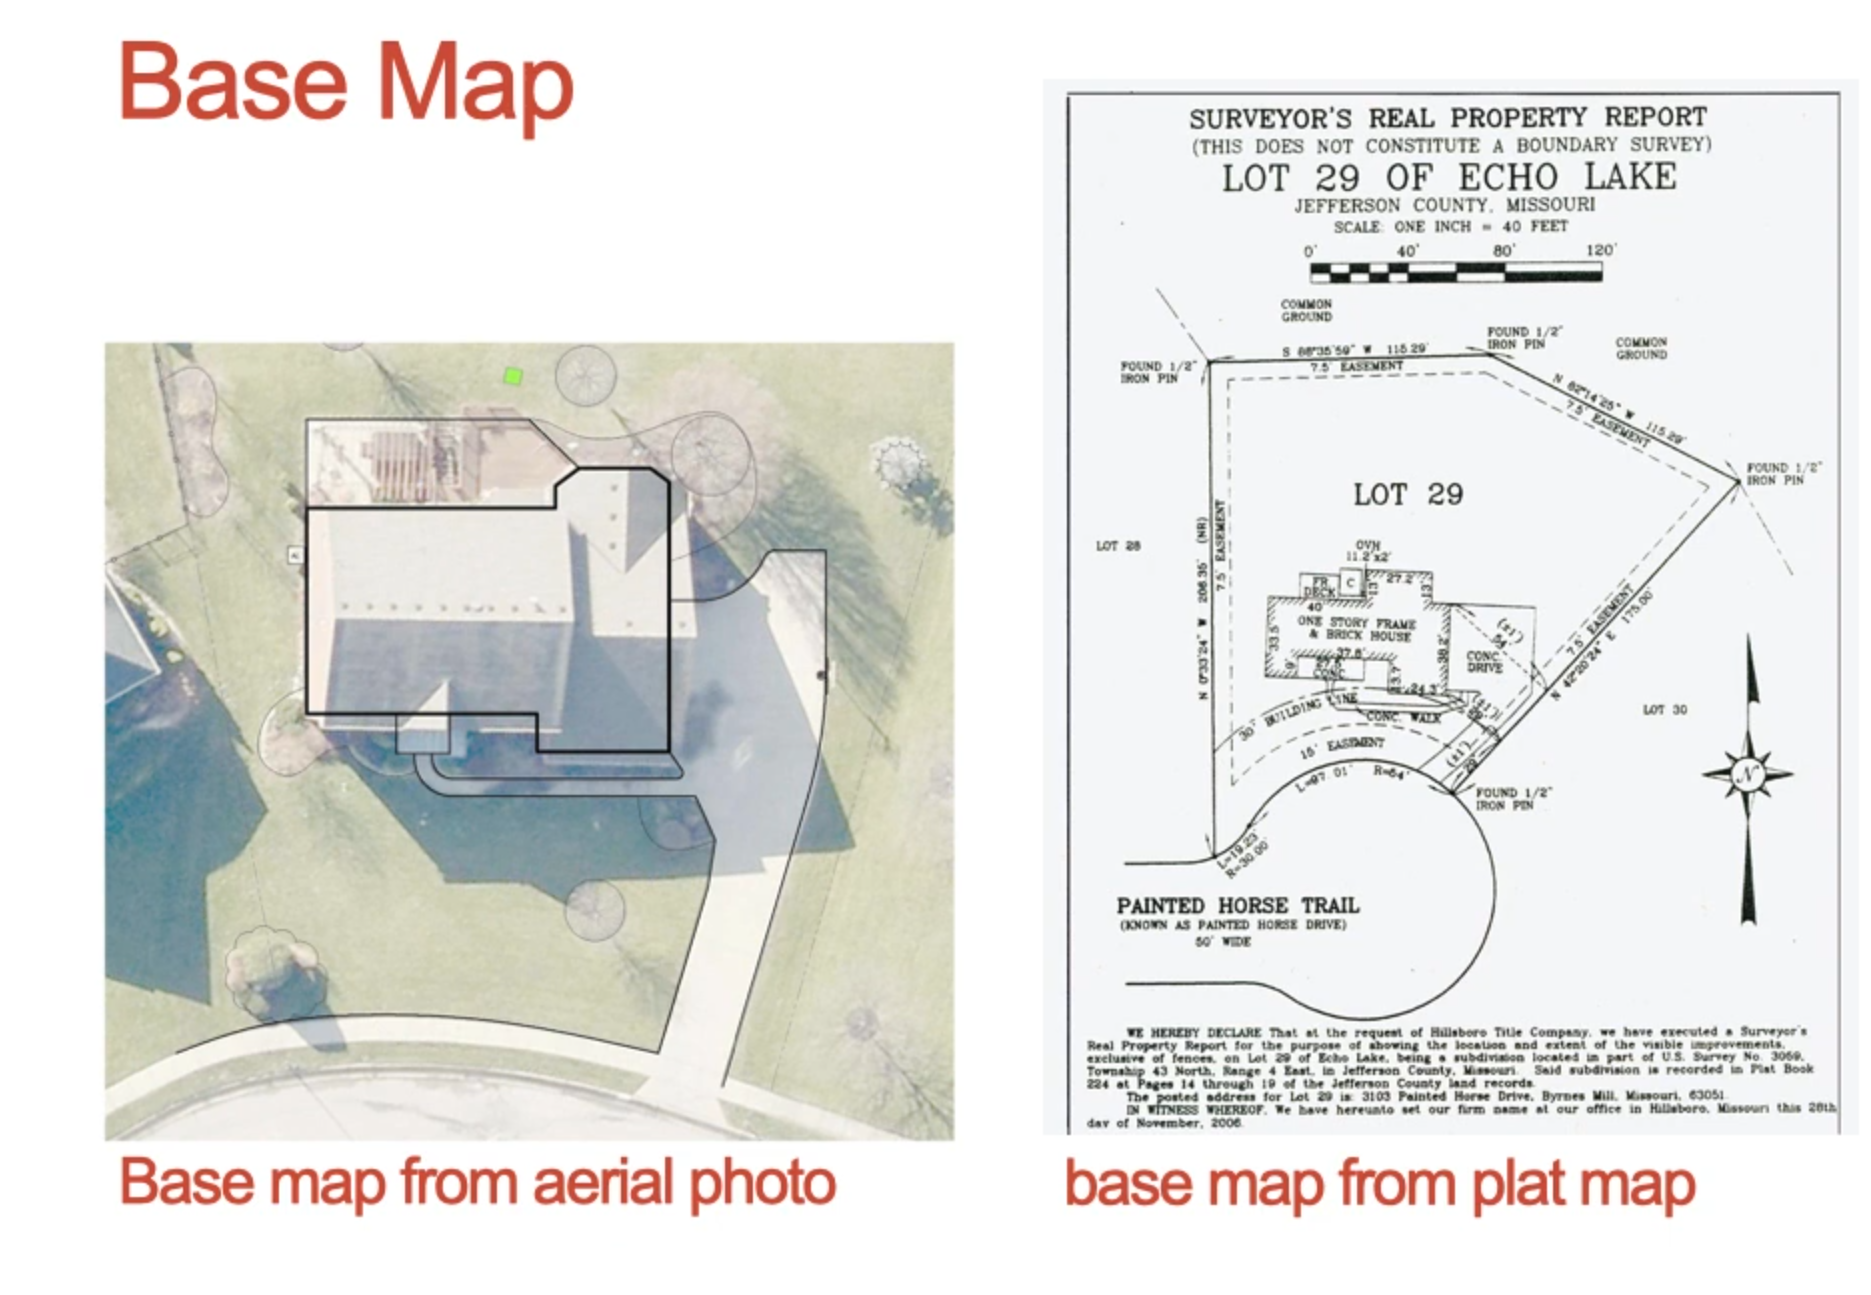 Base Map
SURVEYOR'S REAL PROPERTY REPORT
(THIS DOES NOT CONSTITUTE A BOUNDARY SURVEY)
LOT 29 OF ECHO LAKE
JEFFERSON COUNTY, MISSOURI
SCALE: ONE INCH = 40 FEET
0' 40' 80' 120'
COMMON
GROUND
FOUND 1/2"
IRON PIN
COMMON
GROUND
FOUND 1/2"
IRON PIN
S 86°35'59" W 115.29'
7.5' EASEMENT
N 62°14'25" W 115.29'
7.5' EASEMENT
FOUND 1/2"
IRON PIN
LOT 29
LOT 28
N 0°33'24" W 206.35' (NR)
7.5' EASEMENT
OVH
11.2'x2'
FR.
DECK
C
27.2'
13'
13'
40'
ONE STORY FRAME
& BRICK HOUSE
33.5'
37.8'
9'
CONC.
13.7'
24.3'
(±1')
CONC.
DRIVE
7.5' EASEMENT
N 42°20'24" E 175.00'
LOT 30
30' BUILDING LINE
CONC. WALK
15' EASEMENT
(±1')
29'
L=97.01' R=54'
FOUND 1/2"
IRON PIN
L=19.23'
R=30.00'
N
PAINTED HORSE TRAIL
(KNOWN AS PAINTED HORSE DRIVE)
50' WIDE
WE HEREBY DECLARE That at the request of Hillsboro Title Company, we have executed a Surveyor's
Real Property Report for the purpose of showing the location and extent of the visible improvements,
exclusive of fences, on Lot 29 of Echo Lake, being a subdivision located in part of U.S. Survey No. 3069,
Township 43 North, Range 4 East, in Jefferson County, Missouri. Said subdivision is recorded in Plat Book
224 at Pages 14 through 19 of the Jefferson County land records.
The posted address for Lot 29 is: 3103 Painted Horse Drive, Byrnes Mill, Missouri, 63051.
IN WITNESS WHEREOF, We have hereunto set our firm name at our office in Hillsboro, Missouri this 28th
day of November, 2006.
Base map from aerial photo
base map from plat map